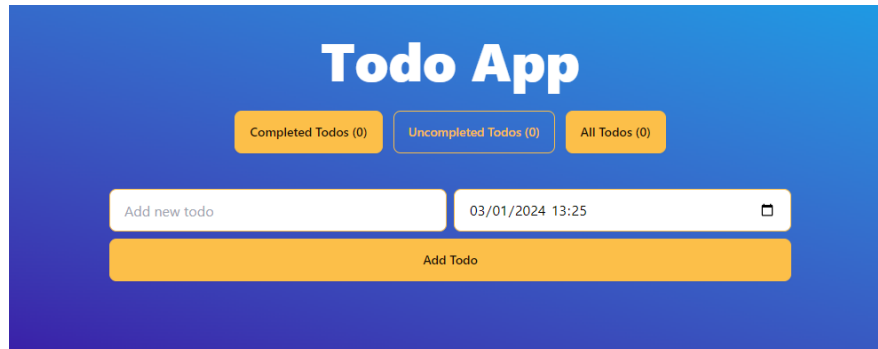 Todo App
Completed Todos (0) Uncompleted Todos (0) All Todos (0)
Add new todo 03/01/2024 13:25
Add Todo